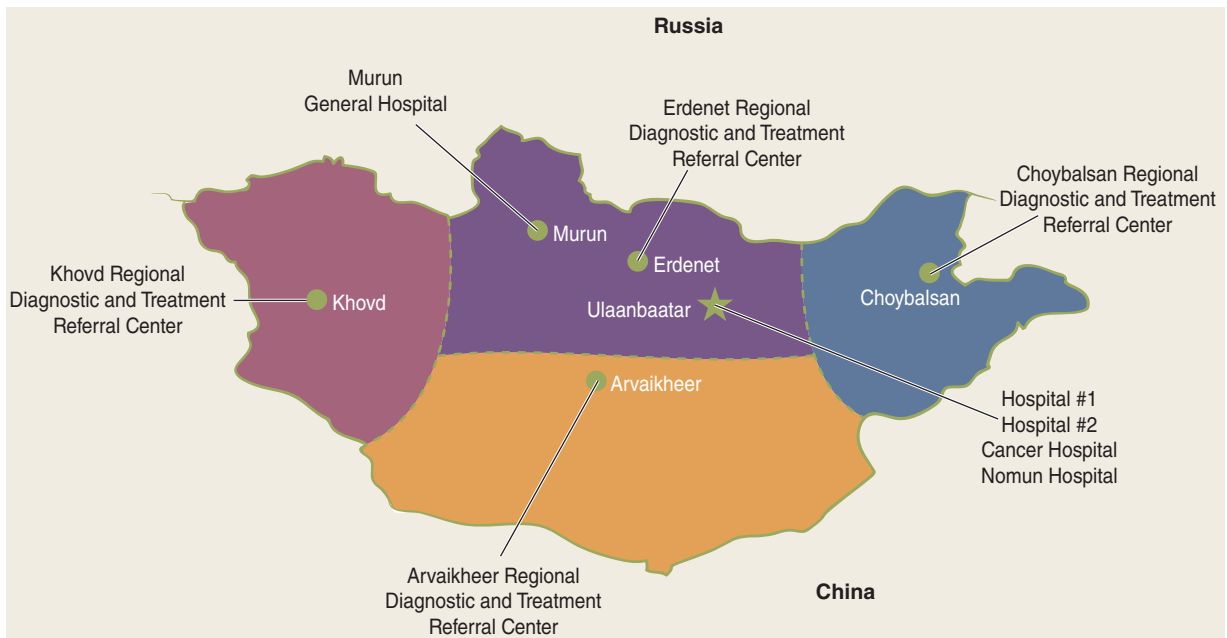 Russia
Murun
General Hospital
Erdenet Regional
Diagnostic and Treatment
Referral Center
Choybalsan Regional
Diagnostic and Treatment
Referral Center
Murun
Erdenet
Khovd Regional
Diagnostic and Treatment
Referral Center
Khovd
Ulaanbaatar
Choybalsan
Arvaikheer
Hospital #1
Hospital #2
Cancer Hospital
Nomun Hospital
Arvaikheer Regional
Diagnostic and Treatment
Referral Center
China